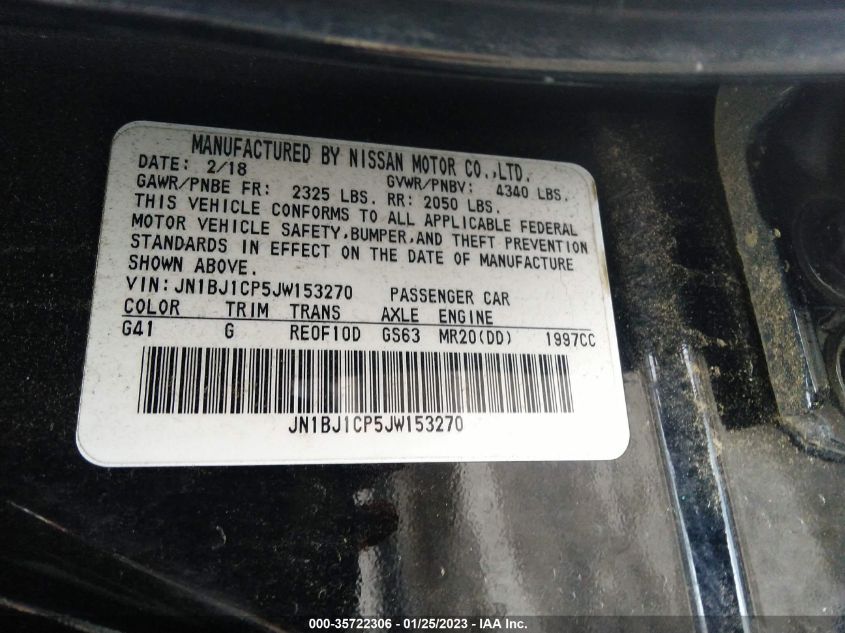 MANUFACTURED BY NISSAN MOTOR CO.,LTD.
DATE: 2/18 GVWR/PNBV: 4340 LBS.
GAWR/PNBE FR: 2325 LBS. RR: 2050 LBS.
THIS VEHICLE CONFORMS TO ALL APPLICABLE FEDERAL
MOTOR VEHICLE SAFETY,BUMPER,AND THEFT PREVENTION
STANDARDS IN EFFECT ON THE DATE OF MANUFACTURE
SHOWN ABOVE.
VIN:JN1BJ1CP5JW153270 PASSENGER CAR
COLOR TRIM TRANS AXLE ENGINE
G41 G RE0F10D GS63 MR20(DD) 1997CC
JN1BJ1CP5JW153270
000-35722306 - 01/25/2023 - © IAA Inc.